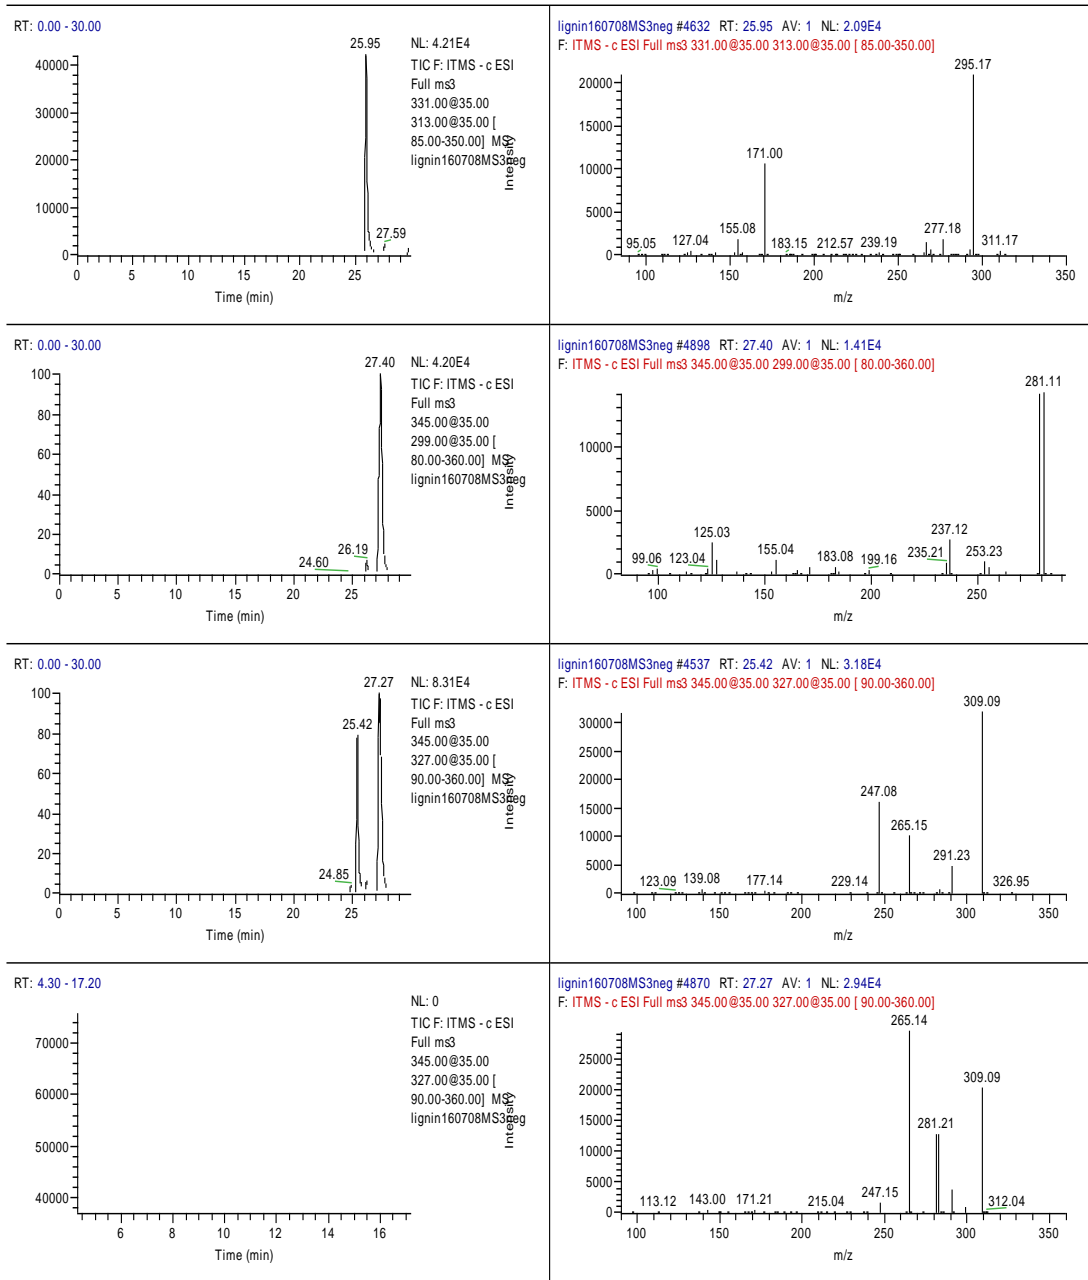 RT: 0.00 - 30.00
25.95
NL: 4.21E4
TIC F: ITMS - c ESI
Full ms3
331.00@35.00
313.00@35.00 [
85.00-350.00] MS
lignin160708MS3neg
27.59
40000
30000
20000
10000
0
0 5 10 15 20 25
Time (min)
lignin160708MS3neg #4632 RT: 25.95 AV: 1 NL: 2.09E4
F: ITMS - c ESI Full ms3 331.00@35.00 313.00@35.00 [ 85.00-350.00]
295.17
171.00
155.08
277.18
95.05 127.04 183.15 212.57 239.19 311.17
20000
15000
10000
5000
0
Intensity
100 150 200 250 300 350
m/z
RT: 0.00 - 30.00
27.40
NL: 4.20E4
TIC F: ITMS - c ESI
Full ms3
345.00@35.00
299.00@35.00 [
80.00-360.00] MS
lignin160708MS3neg
26.19
24.60
100
80
60
40
20
0
0 5 10 15 20 25
Time (min)
lignin160708MS3neg #4898 RT: 27.40 AV: 1 NL: 1.41E4
F: ITMS - c ESI Full ms3 345.00@35.00 299.00@35.00 [ 80.00-360.00]
281.11
125.03 237.12
99.06 123.04 155.04 183.08 199.16 235.21 253.23
10000
5000
0
Intensity
100 150 200 250
m/z
RT: 0.00 - 30.00
27.27
25.42
NL: 8.31E4
TIC F: ITMS - c ESI
Full ms3
345.00@35.00
327.00@35.00 [
90.00-360.00] MS
lignin160708MS3neg
24.85
100
80
60
40
20
0
0 5 10 15 20 25
Time (min)
lignin160708MS3neg #4537 RT: 25.42 AV: 1 NL: 3.18E4
F: ITMS - c ESI Full ms3 345.00@35.00 327.00@35.00 [ 90.00-360.00]
309.09
247.08
265.15
291.23
123.09 139.08 177.14 229.14 326.95
30000
25000
20000
15000
10000
5000
0
Intensity
100 150 200 250 300 350
m/z
RT: 4.30 - 17.20
NL: 0
TIC F: ITMS - c ESI
Full ms3
345.00@35.00
327.00@35.00 [
90.00-360.00] MS
lignin160708MS3neg
70000
60000
50000
40000
6 8 10 12 14 16
Time (min)
lignin160708MS3neg #4870 RT: 27.27 AV: 1 NL: 2.94E4
F: ITMS - c ESI Full ms3 345.00@35.00 327.00@35.00 [ 90.00-360.00]
265.14
309.09
281.21
247.15
113.12 143.00 171.21 215.04 312.04
25000
20000
15000
10000
5000
0
Intensity
100 150 200 250 300 350
m/z